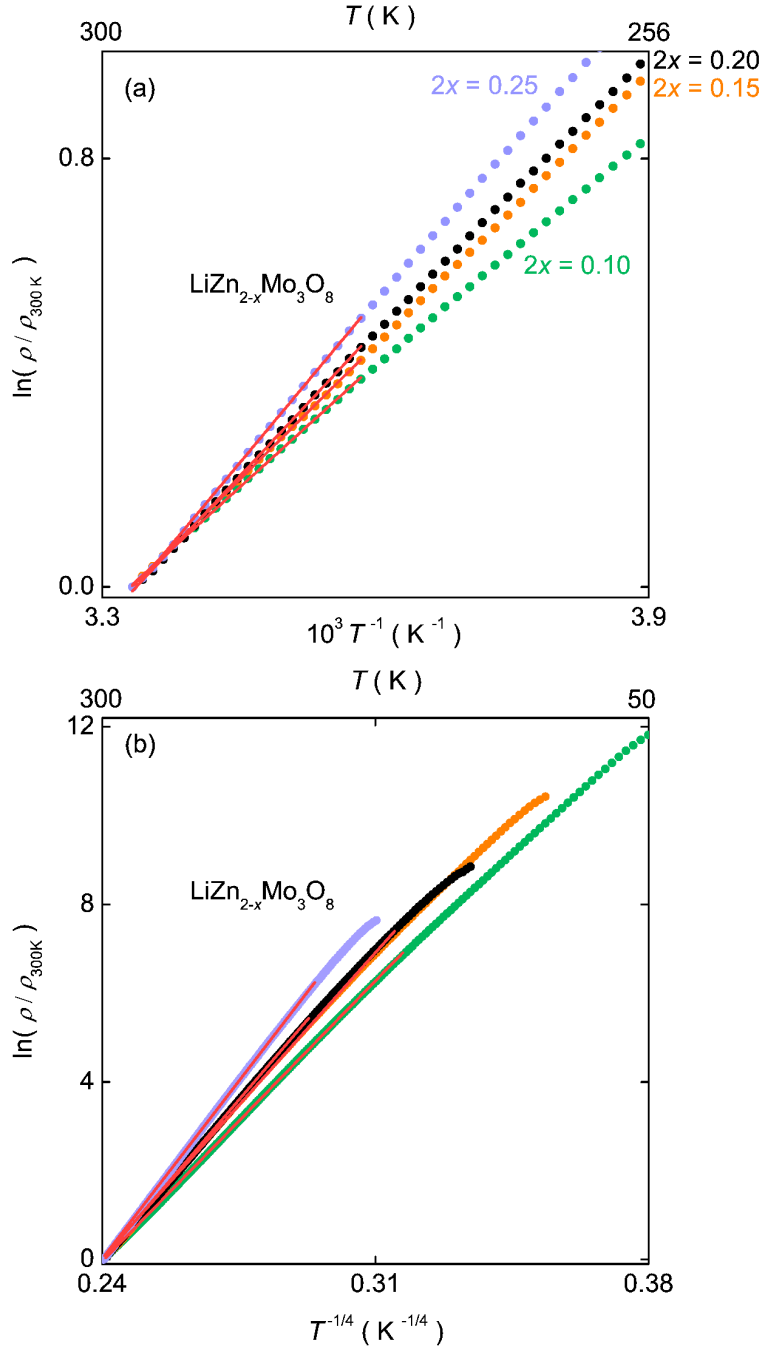 T ( K )
300 256
(a)
2x = 0.25
2x = 0.20
2x = 0.15
0.8
2x = 0.10
LiZn2-xMo3O8
ln( ρ / ρ300 K )
0.0
3.3 3.9
10³ T⁻¹ ( K⁻¹ )
T ( K )
300 50
12
(b)
8
LiZn2-xMo3O8
ln( ρ / ρ300K )
4
0
0.24 0.31 0.38
T⁻¹/⁴ ( K⁻¹/⁴ )